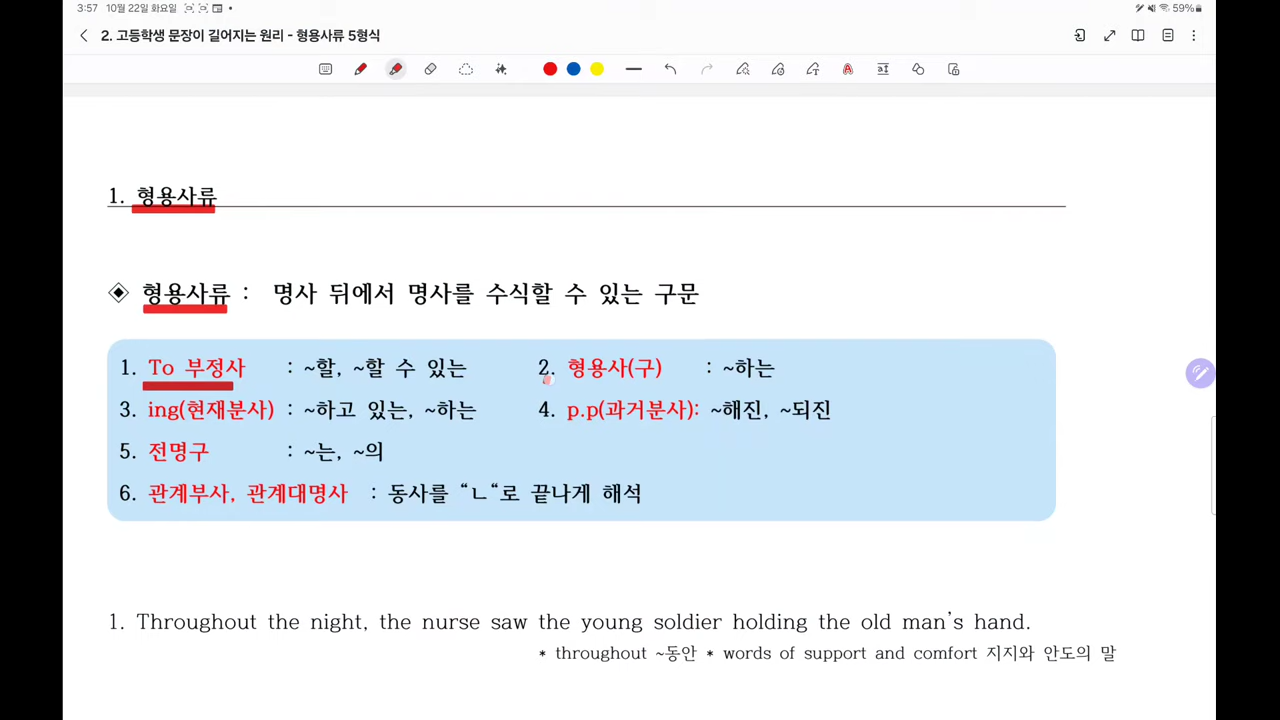 3:57 10월 22일 화요일 59%
2. 고등학생 문장이 길어지는 원리 - 형용사류 5형식
1. 형용사류
◈ 형용사류 : 명사 뒤에서 명사를 수식할 수 있는 구문
1. To 부정사 : ~할, ~할 수 있는 2. 형용사(구) : ~하는
3. ing(현재분사) : ~하고 있는, ~하는 4. p.p(과거분사): ~해진, ~되진
5. 전명구 : ~는, ~의
6. 관계부사, 관계대명사 : 동사를 “ㄴ“로 끝나게 해석
1. Throughout the night, the nurse saw the young soldier holding the old man's hand.
* throughout ~동안 * words of support and comfort 지지와 안도의 말